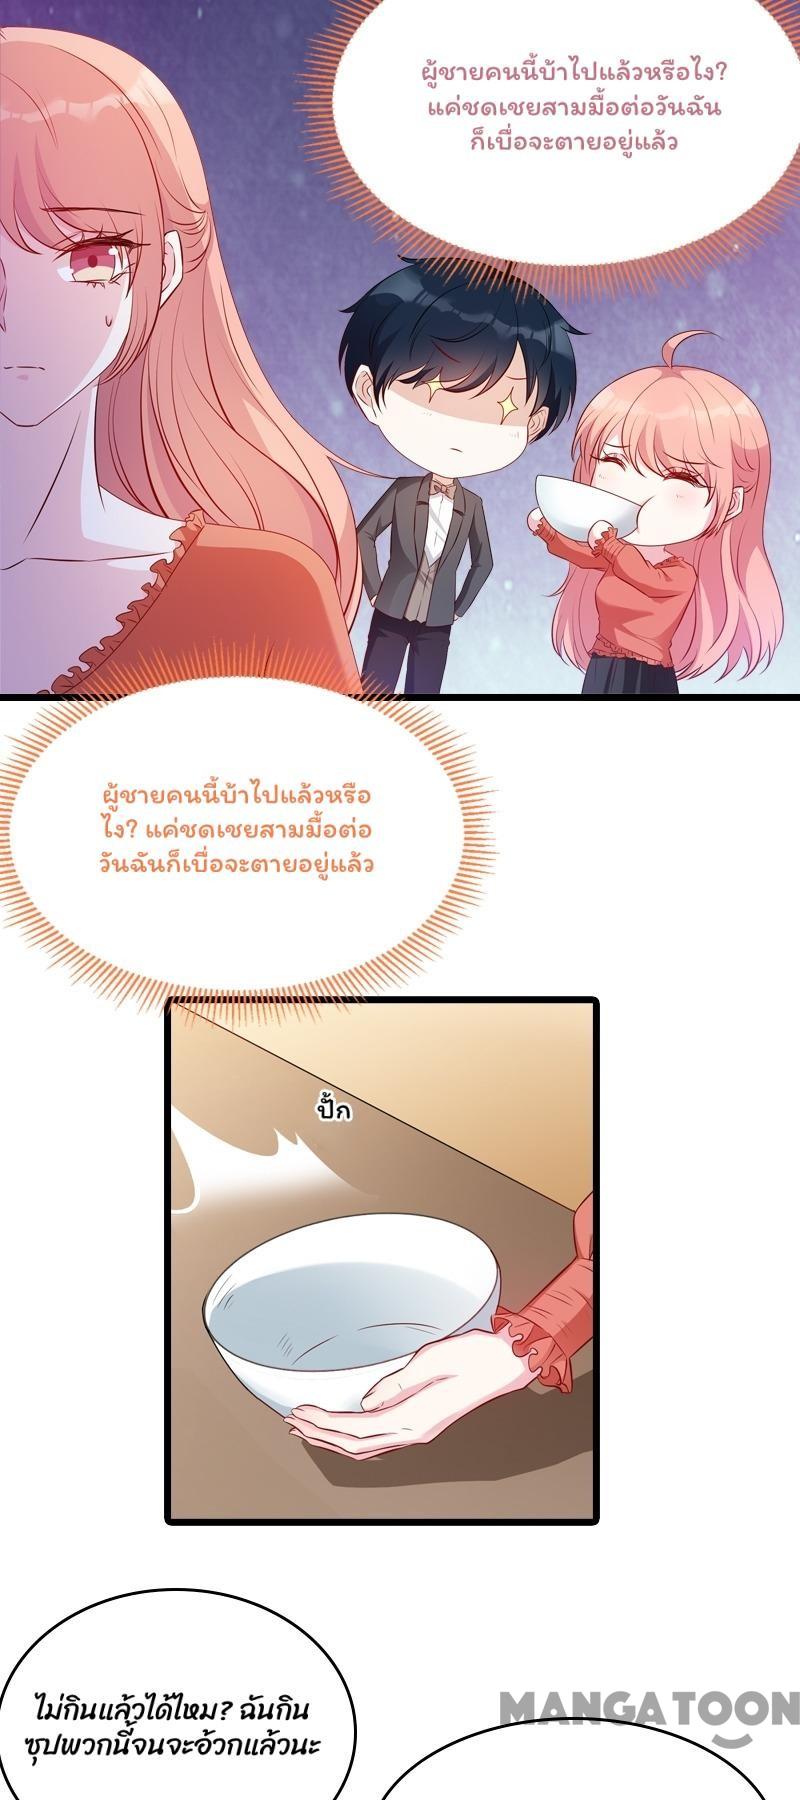 ผู้ชายคนนี้บ้าไปแล้วหรือไง?
แค่ชดเชยสามมื้อต่อวันฉัน
ก็เบื่อจะตายอยู่แล้ว
ผู้ชายคนนี้บ้าไปแล้วหรือ
ไง? แค่ชดเชยสามมื้อต่อ
วันฉันก็เบื่อจะตายอยู่แล้ว
ปั้ก
ไม่กินแล้วได้ไหม? ฉันกิน
ซุปพวกนี้จนจะอ้วกแล้วนะ
MANGATOON